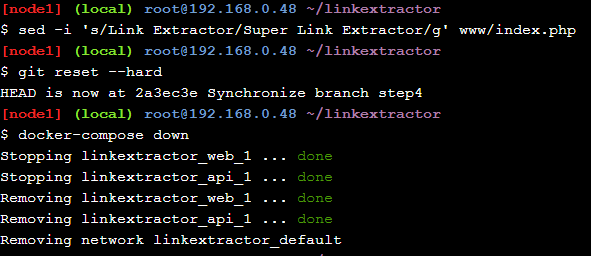 [node1] (local) root@192.168.0.48 ~/linkextractor
$ sed -i 's/Link Extractor/Super Link Extractor/g' www/index.php
[node1] (local) root@192.168.0.48 ~/linkextractor
$ git reset --hard
HEAD is now at 2a3ec3e Synchronize branch step4
[node1] (local) root@192.168.0.48 ~/linkextractor
$ docker-compose down
Stopping linkextractor_web_1 ... done
Stopping linkextractor_api_1 ... done
Removing linkextractor_web_1 ... done
Removing linkextractor_api_1 ... done
Removing network linkextractor_default